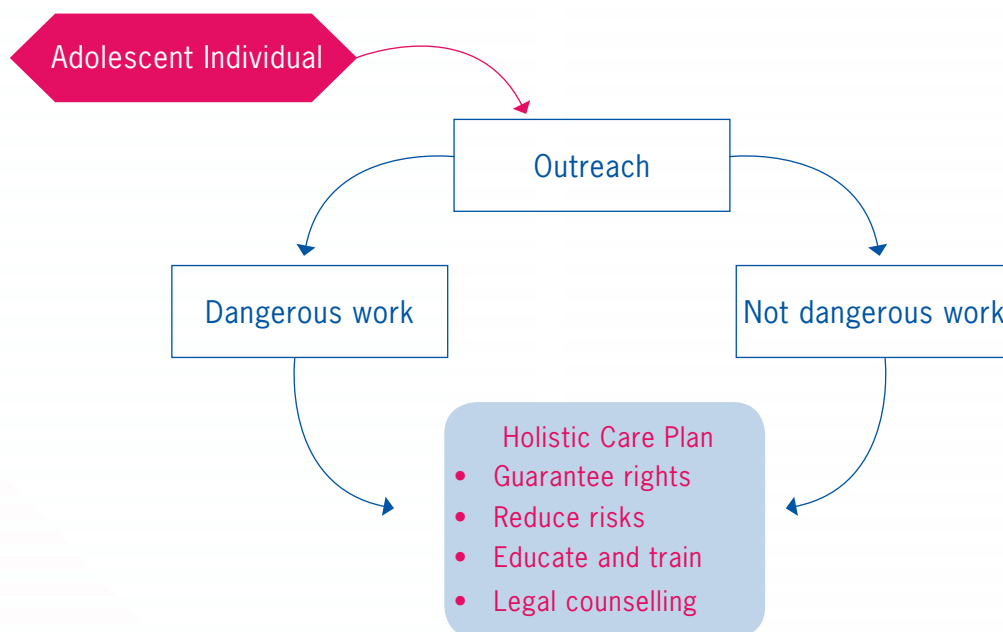 Adolescent Individual
Outreach
Dangerous work
Not dangerous work
Holistic Care Plan
• Guarantee rights
• Reduce risks
• Educate and train
• Legal counselling